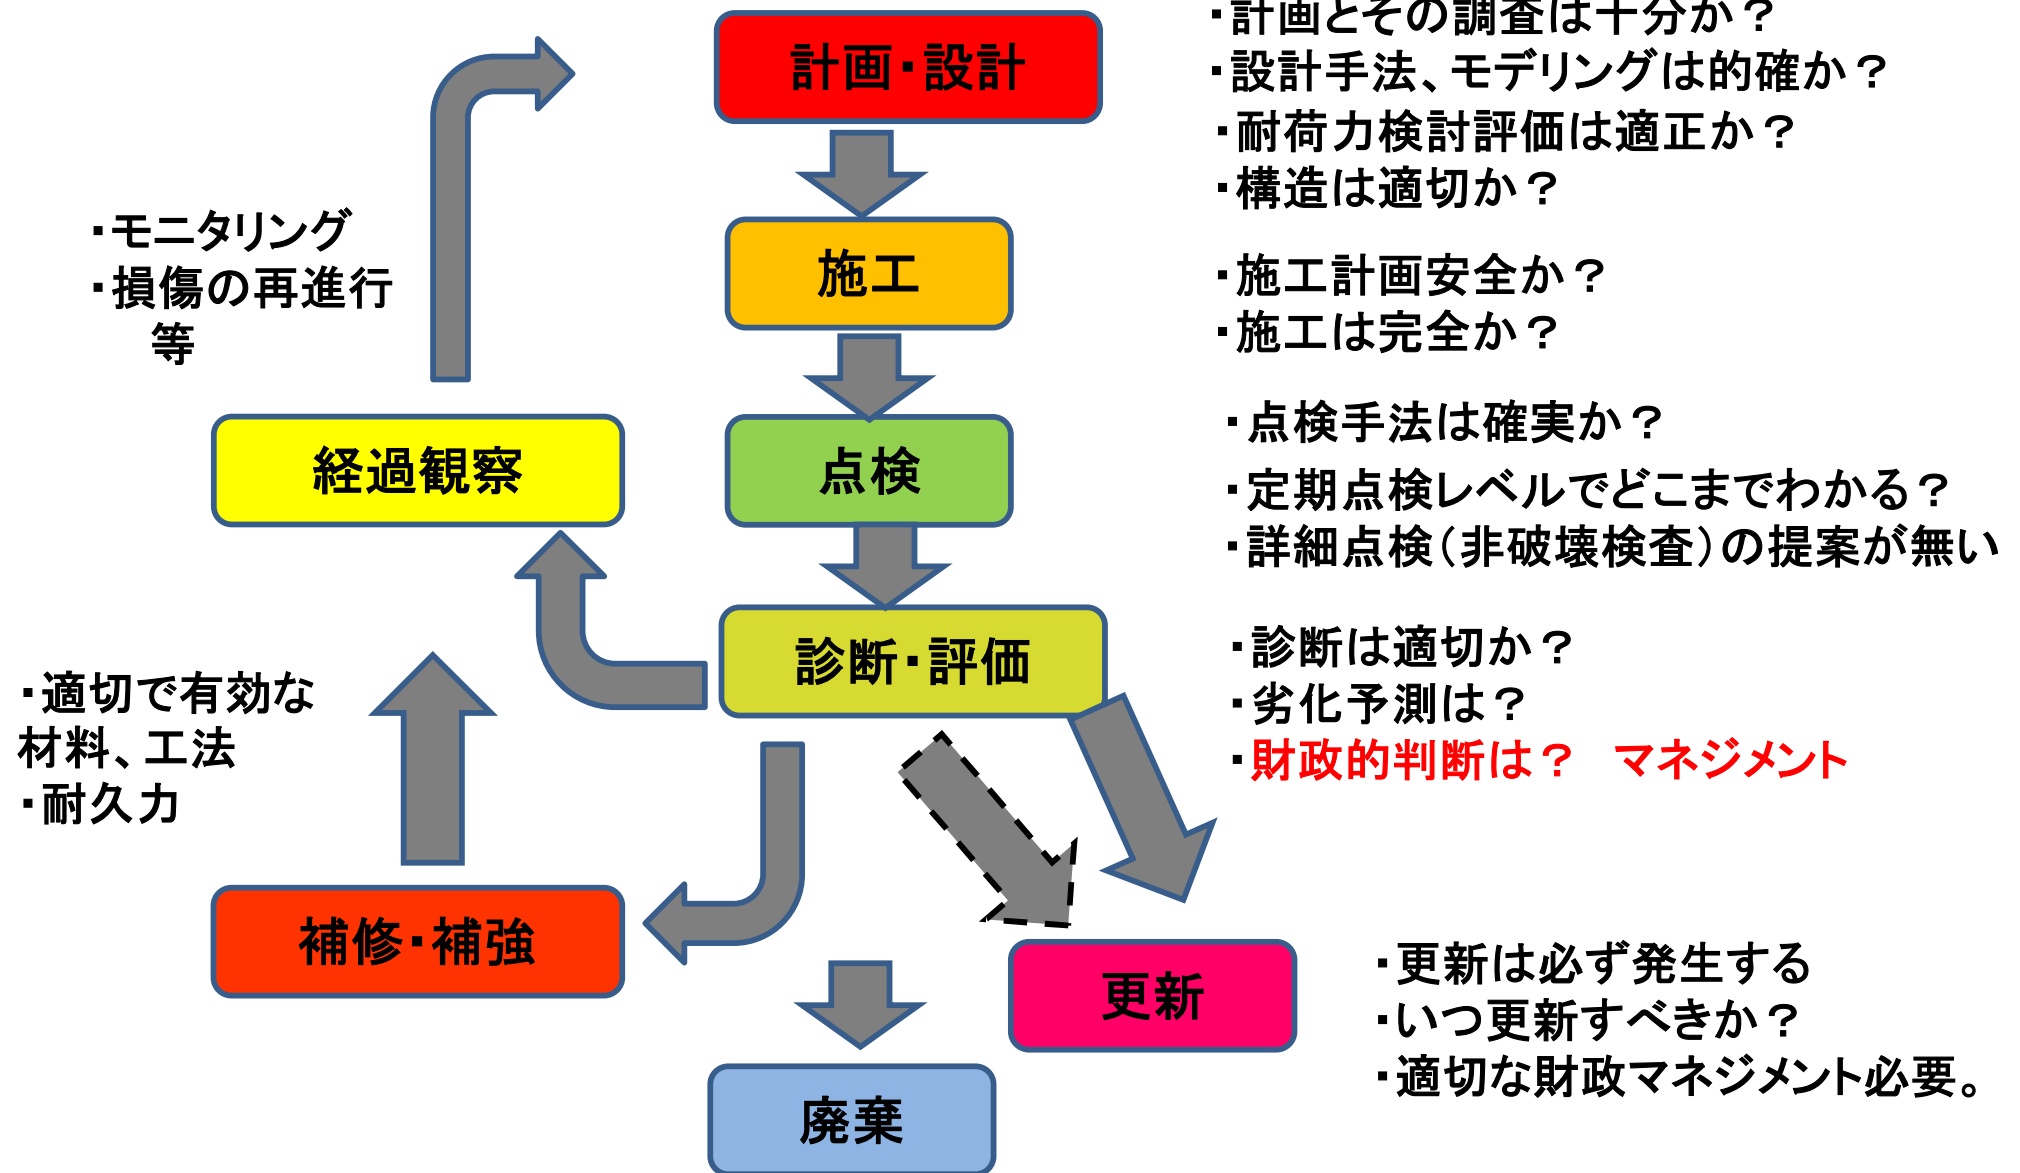 計画・設計
・計画とその調査は十分か？
・設計手法、モデリングは的確か？
・耐荷力検討評価は適正か？
・構造は適切か？
施工
・施工計画安全か？
・施工は完全か？
・モニタリング
・損傷の再進行
等
経過観察
点検
・点検手法は確実か？
・定期点検レベルでどこまでわかる？
・詳細点検（非破壊検査）の提案が無い
診断・評価
・診断は適切か？
・劣化予測は？
・財政的判断は？　マネジメント
・適切で有効な
材料、工法
・耐久力
補修・補強
更新
・更新は必ず発生する
・いつ更新すべきか？
・適切な財政マネジメント必要。
廃棄